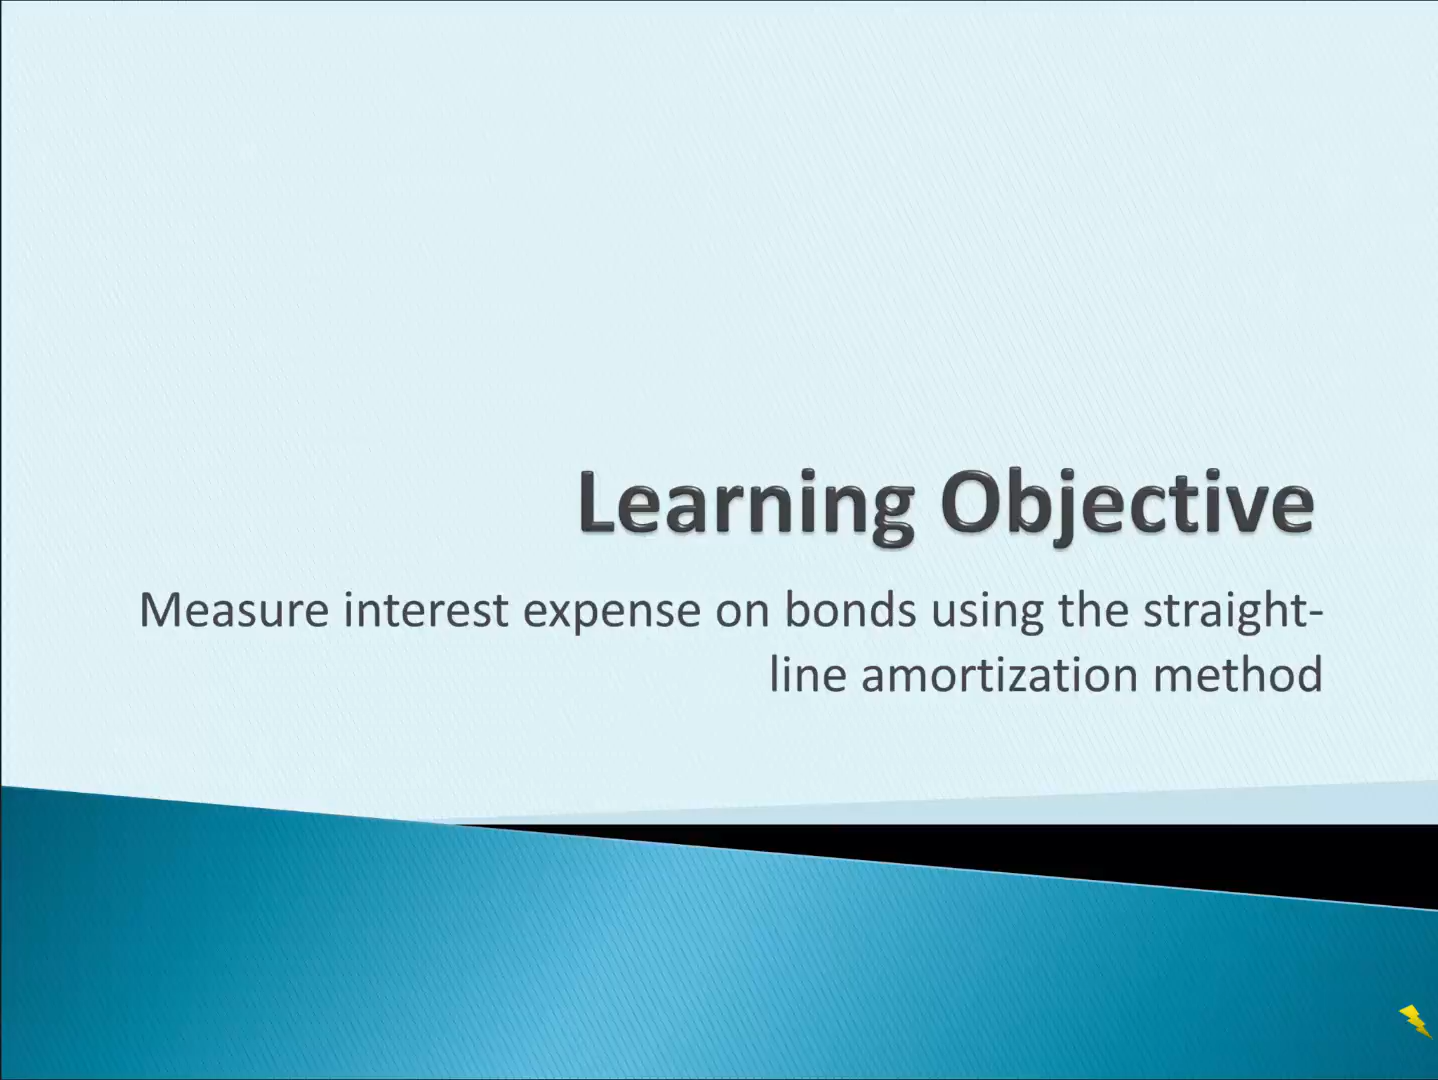 Learning Objective
Measure interest expense on bonds using the straight-
line amortization method